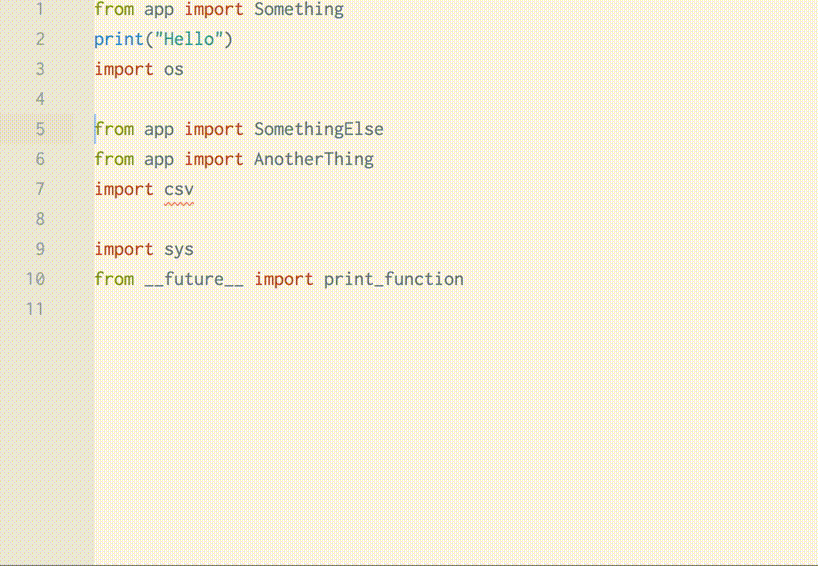 1 from app import Something
2 print("Hello")
3 import os
4
5 from app import SomethingElse
6 from app import AnotherThing
7 import csv
8
9 import sys
10 from __future__ import print_function
11